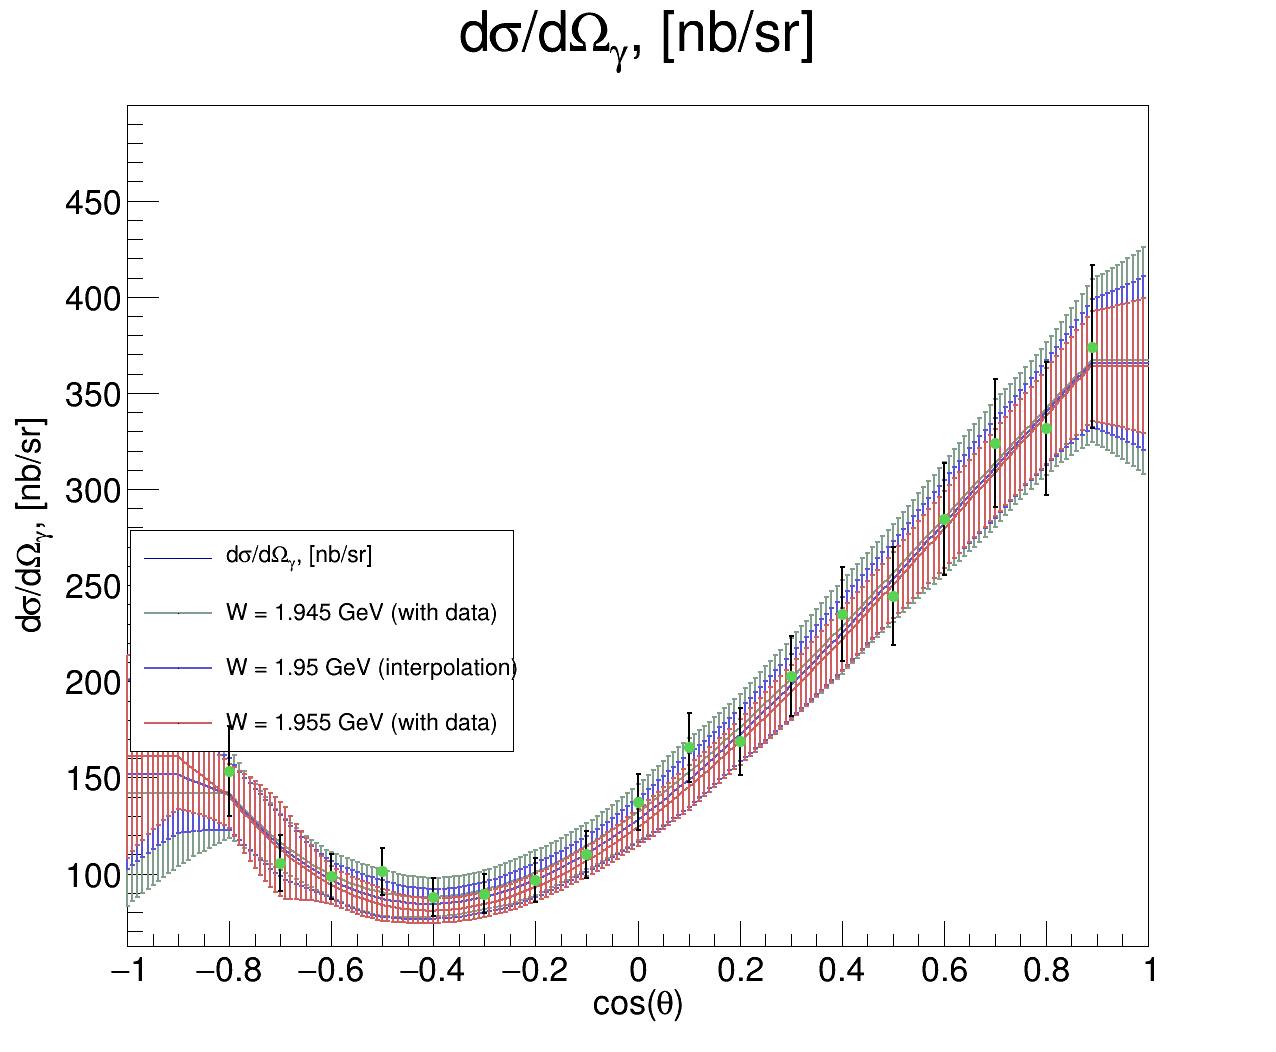 dσ/dΩγ, [nb/sr]
dσ/dΩγ, [nb/sr]
450
400
350
300
250
200
150
100
dσ/dΩγ, [nb/sr]
W = 1.945 GeV (with data)
W = 1.95 GeV (interpolation)
W = 1.955 GeV (with data)
−1 −0.8 −0.6 −0.4 −0.2 0 0.2 0.4 0.6 0.8 1
cos(θ)